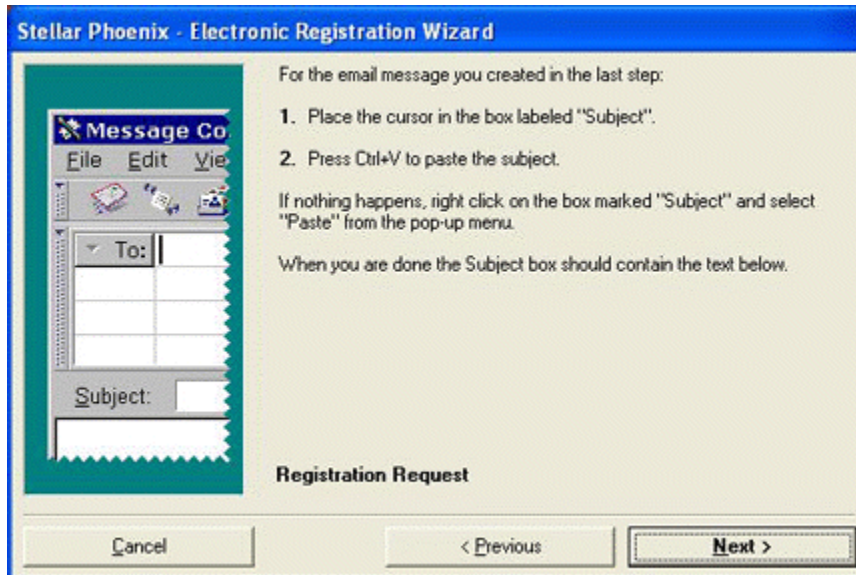 Stellar Phoenix - Electronic Registration Wizard
For the email message you created in the last step:
1. Place the cursor in the box labeled "Subject".
2. Press Ctrl+V to paste the subject.
If nothing happens, right click on the box marked "Subject" and select
"Paste" from the pop-up menu.
When you are done the Subject box should contain the text below.
Message Co
File Edit Vie
To:
Subject:
Registration Request
Cancel
< Previous
Next >